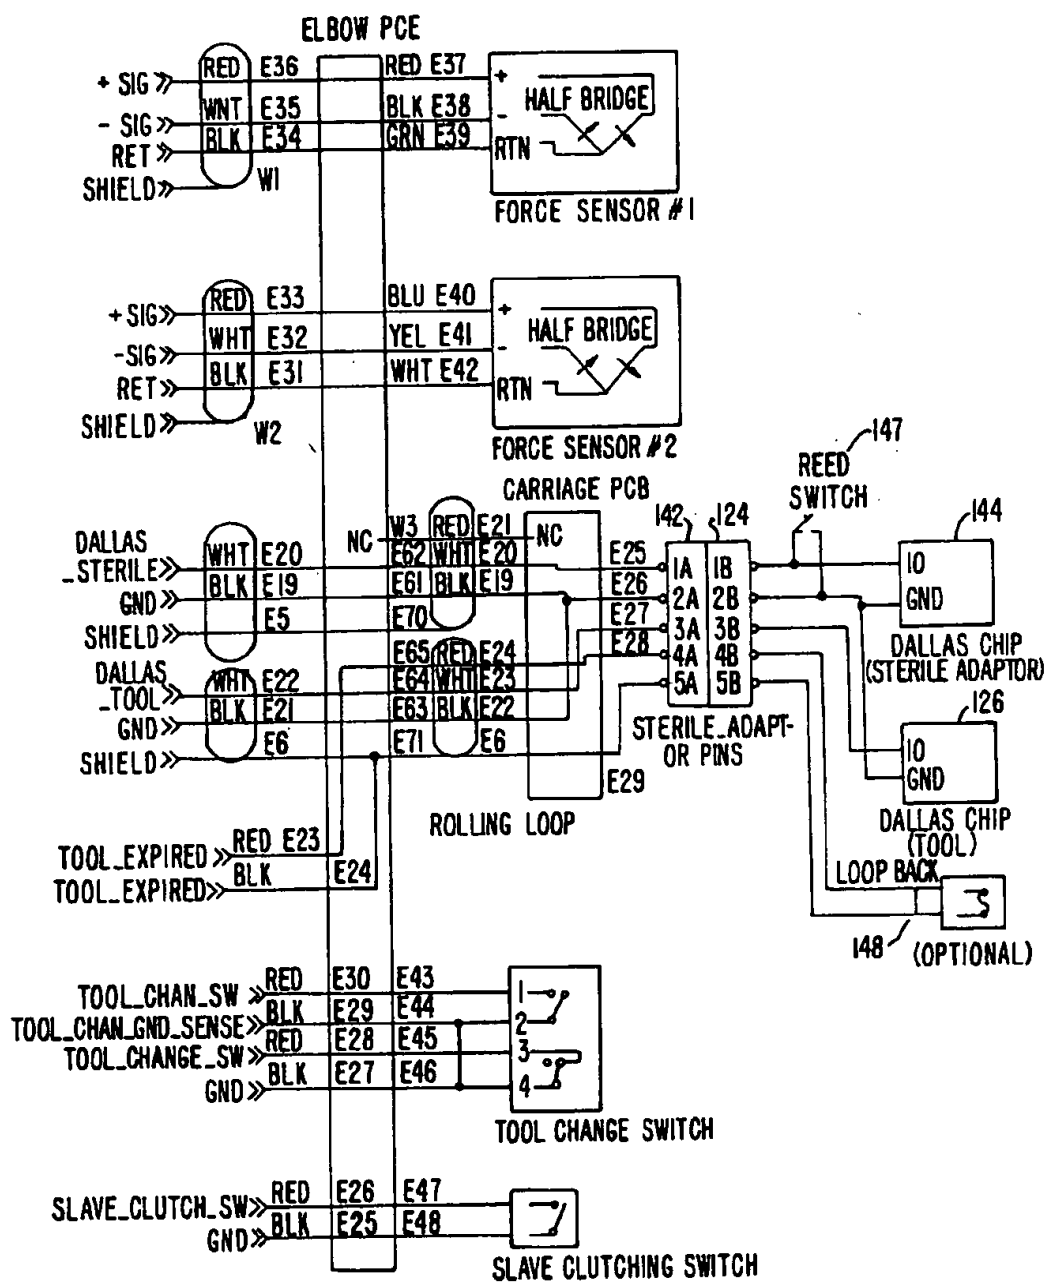 ELBOW PCE
+ SIG RED E36 RED E37 +
HALF BRIDGE
- SIG WNT E35 BLK E38 -
RET BLK E34 GRN E39 RTN
SHIELD W1
FORCE SENSOR #1
+ SIG RED E33 BLU E40 +
HALF BRIDGE
-SIG WHT E32 YEL E41 -
RET BLK E31 WHT E42 RTN
SHIELD W2
FORCE SENSOR #2
147
REED
SWITCH
CARRIAGE PCB
142 124 144
NC W3 RED E21 NC
DALLAS
_STERILE WHT E20 E62 WHT E20 E25 1A 1B IO
GND BLK E19 E61 BLK E19 E26 2A 2B GND
SHIELD E5 E70 E27 3A 3B
DALLAS CHIP
(STERILE ADAPTOR)
E65 RED E24 E28 4A 4B
DALLAS
_TOOL WHT E22 E64 WHT E23 5A 5B
GND BLK E21 E63 BLK E22
STERILE_ADAPT-
OR PINS
126
SHIELD E6 E71 E6
IO
GND
E29
ROLLING LOOP
DALLAS CHIP
(TOOL)
TOOL_EXPIRED RED E23
TOOL_EXPIRED BLK E24
LOOP BACK
148 (OPTIONAL)
TOOL_CHAN_SW RED E30 E43 1
TOOL_CHAN_GND_SENSE BLK E29 E44 2
TOOL_CHANGE_SW RED E28 E45 3
GND BLK E27 E46 4
TOOL CHANGE SWITCH
SLAVE_CLUTCH_SW RED E26 E47
GND BLK E25 E48
SLAVE CLUTCHING SWITCH